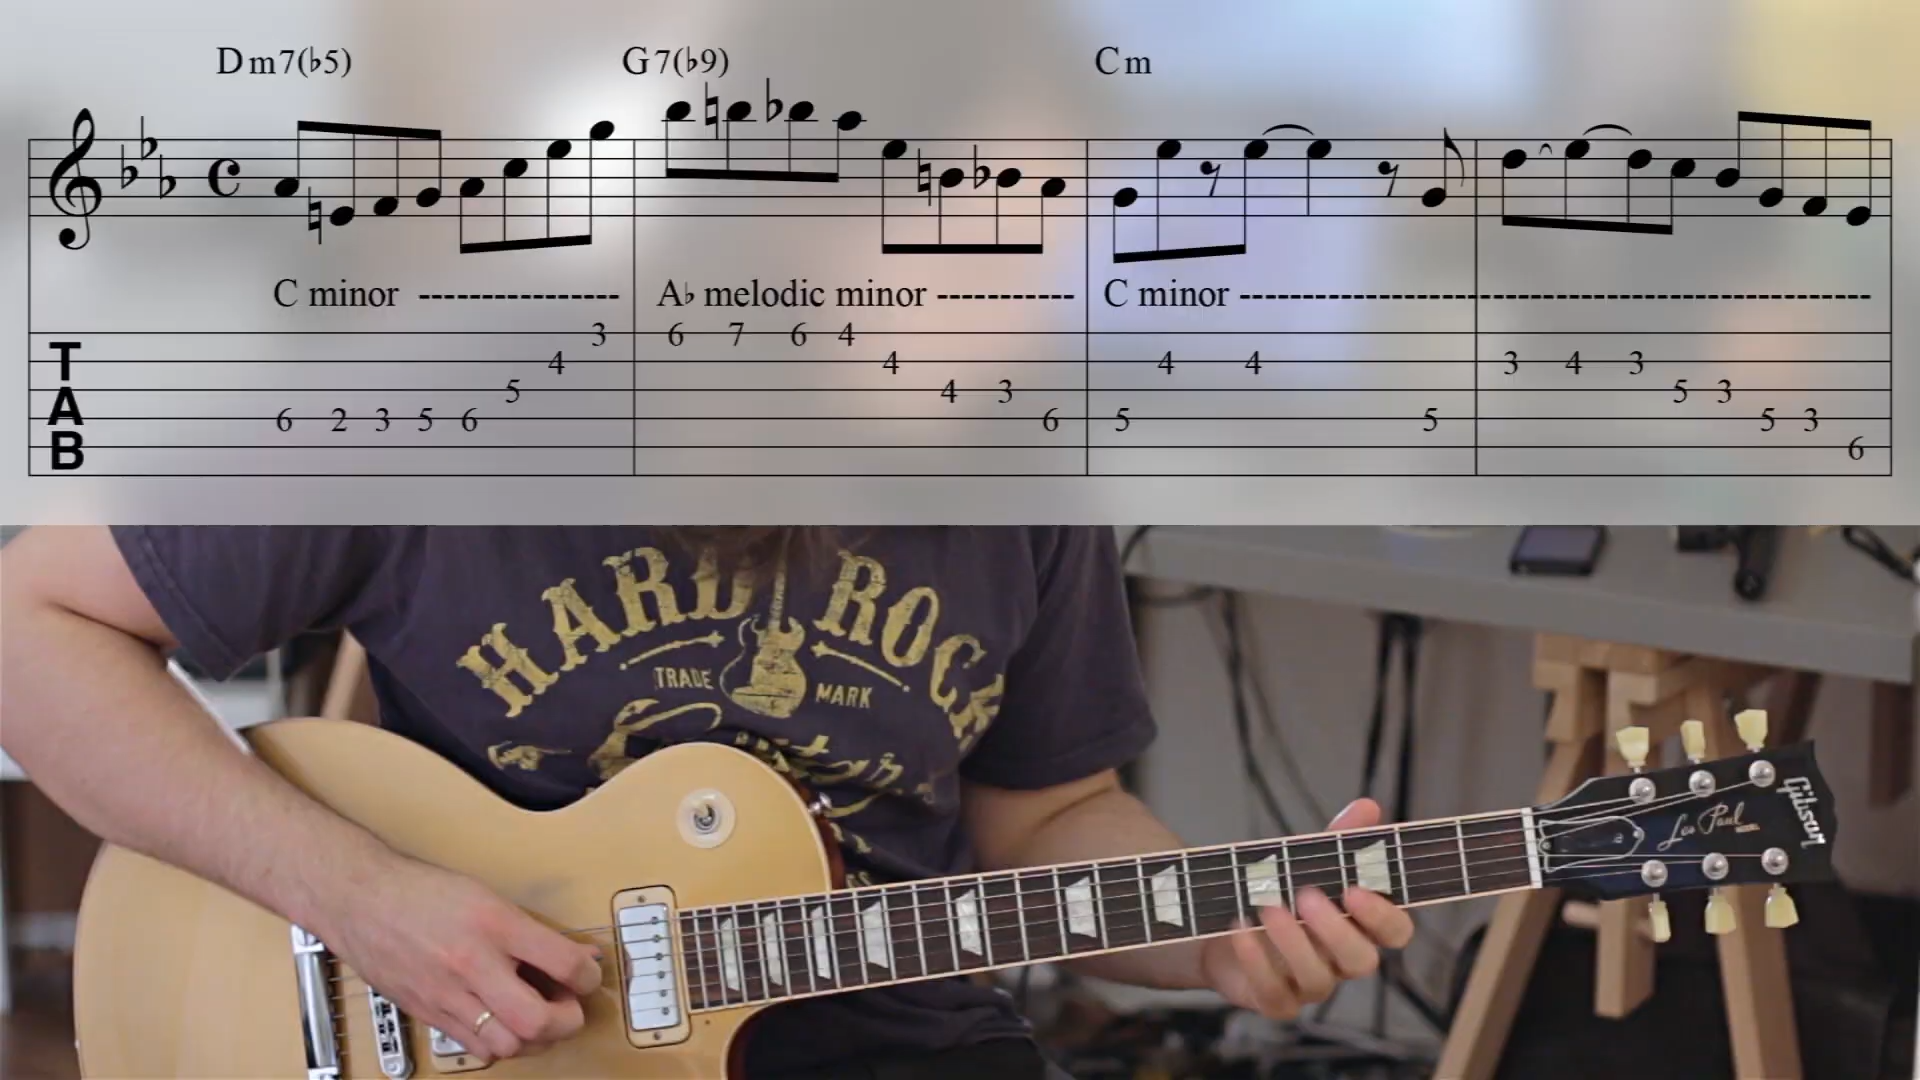 Dm7(♭5) G7(♭9) Cm
C minor ---------------- A♭ melodic minor ----------- C minor --------------------------------------------------
3 6 7 6 4
T 4 4 4 4 3 4 3
A 5 4 3 5 3
6 2 3 5 6 6 5 5 5 3
B 6
HARD ROCK
TRADE MARK
Gibson
Les Paul
MODEL